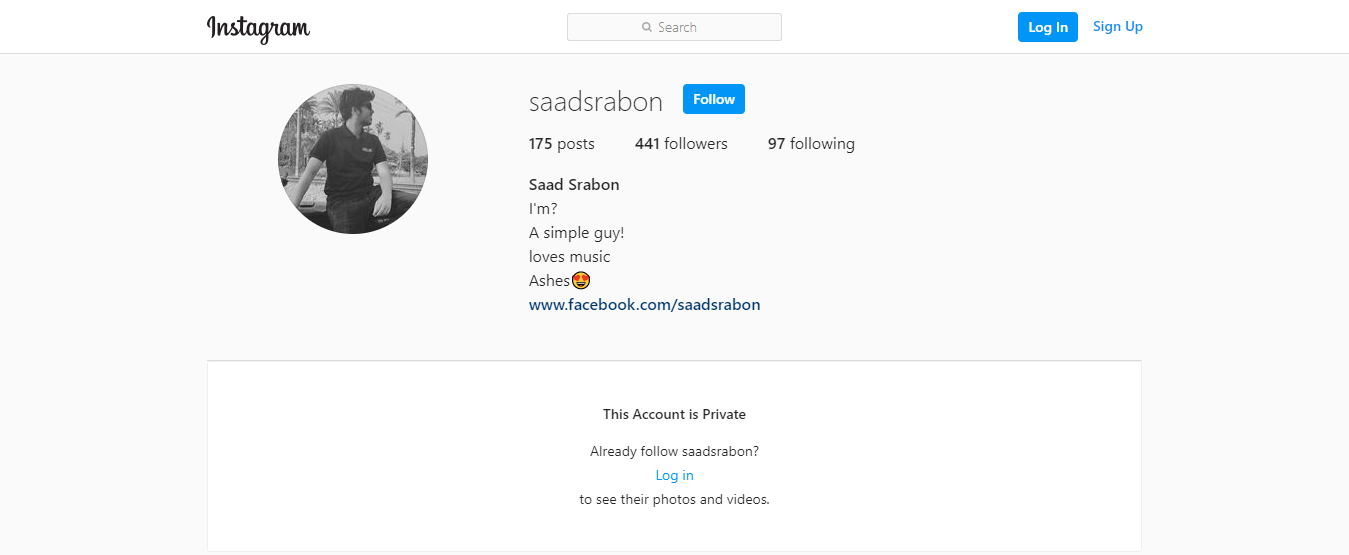 Instagram
Search
Log In Sign Up
saadsrabon Follow
175 posts 441 followers 97 following
Saad Srabon
I'm?
A simple guy!
loves music
Ashes😍
www.facebook.com/saadsrabon
This Account is Private
Already follow saadsrabon?
Log in
to see their photos and videos.